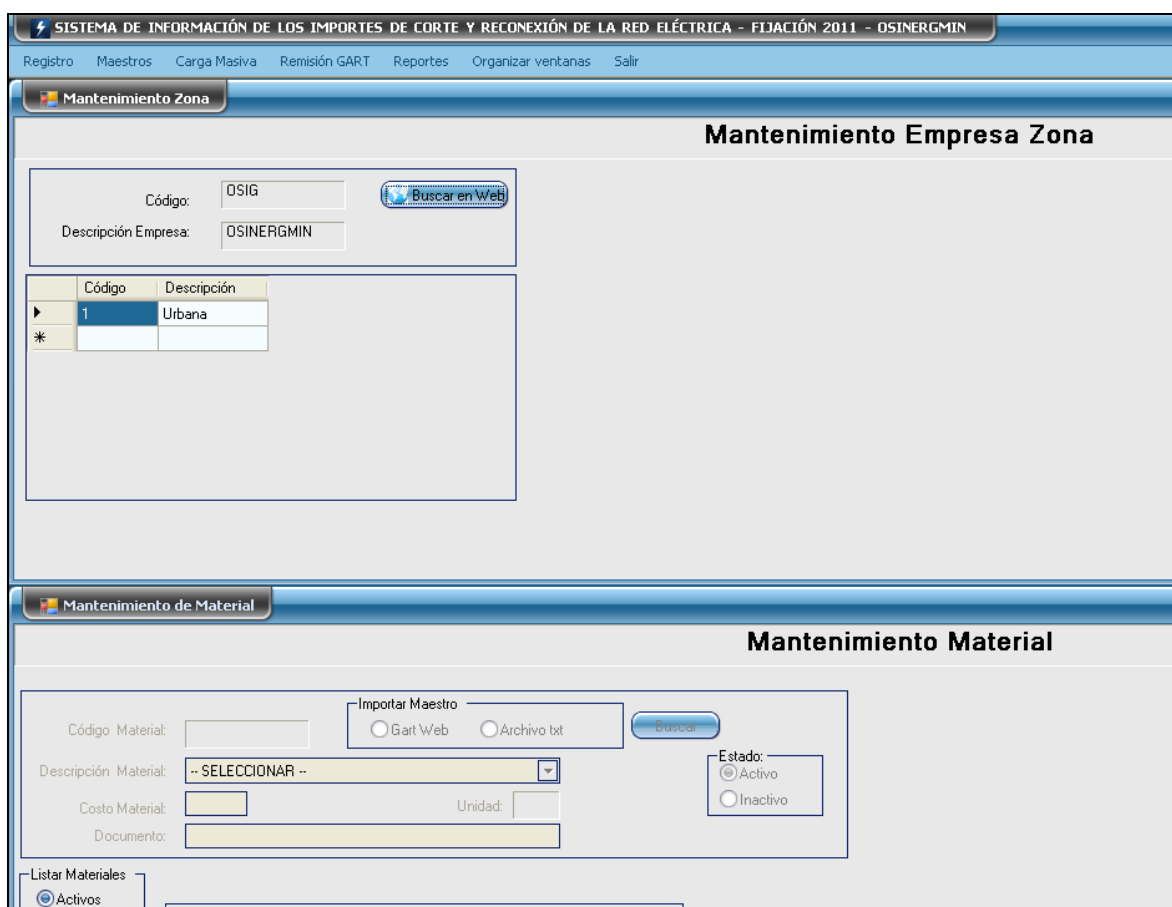 SISTEMA DE INFORMACIÓN DE LOS IMPORTES DE CORTE Y RECONEXIÓN DE LA RED ELÉCTRICA - FIJACIÓN 2011 - OSINERGMIN
Registro Maestros Carga Masiva Remisión GART Reportes Organizar ventanas Salir
Mantenimiento Zona
Mantenimiento Empresa Zona
Código: OSIG Buscar en Web
Descripción Empresa: OSINERGMIN
Código Descripción
1 Urbana
Mantenimiento de Material
Mantenimiento Material
Importar Maestro
Código Material: Gart Web Archivo txt Buscar
Estado:
Descripción Material: -- SELECCIONAR -- Activo
Costo Material: Unidad: Inactivo
Documento:
Listar Materiales
Activos